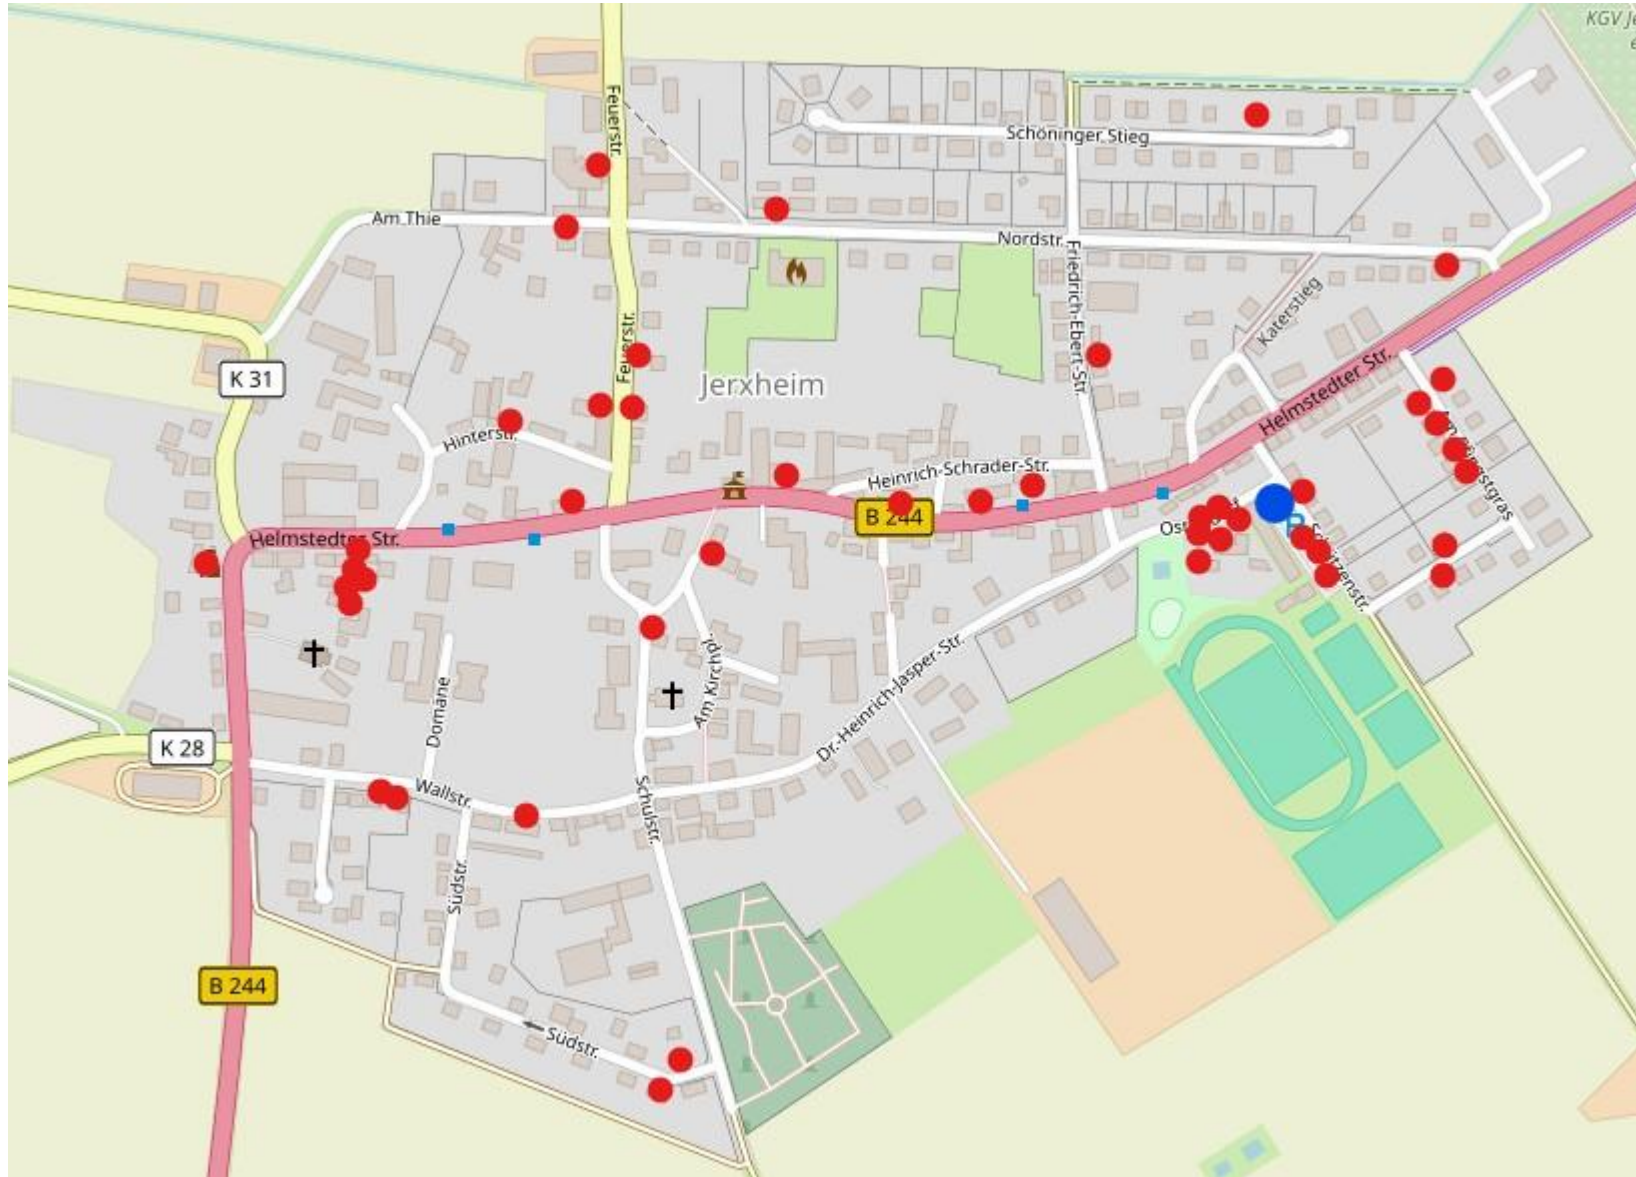 KGV Je
e
Feuerstr.
Schöninger Stieg
Am Thie
Nordstr.
Friedrich-Ebert-Str.
Katerstieg
Feuerstr.
Helmstedter Str.
K 31
Jerxheim
Hinterstr.
Heinrich-Schrader-Str.
B 244
Helmstedter Str.
P
Schützenstr.
Am Kirchpl.
Dr.-Heinrich-Jasper-Str.
Domäne
K 28
Wallstr.
Schulstr.
Südstr.
B 244
Südstr.